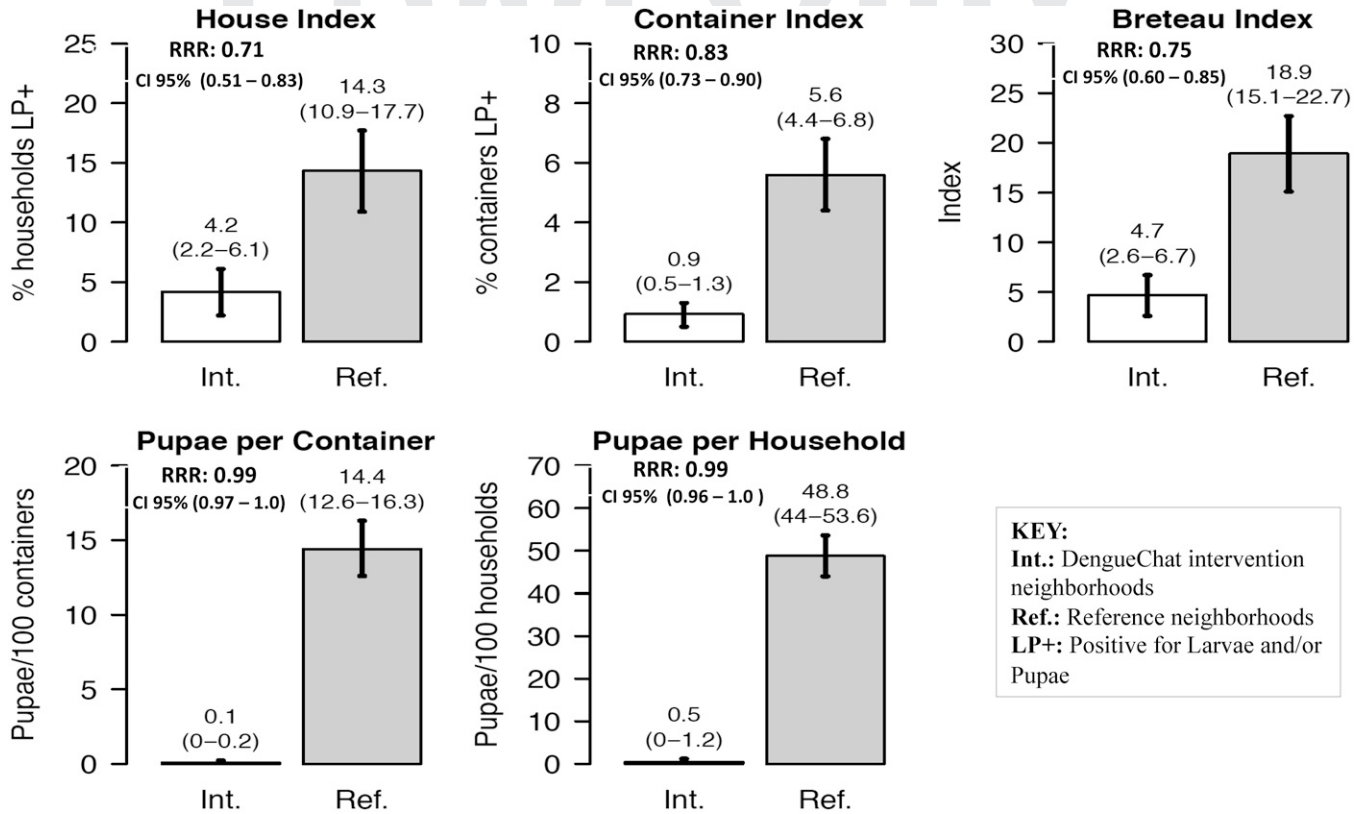 House Index
RRR: 0.71
CI 95% (0.51 – 0.83)
% households LP+
25
20
15
10
5
0
4.2
(2.2–6.1)
14.3
(10.9–17.7)
Int.
Ref.
Container Index
RRR: 0.83
CI 95% (0.73 – 0.90)
% containers LP+
10
8
6
4
2
0
0.9
(0.5–1.3)
5.6
(4.4–6.8)
Int.
Ref.
Breteau Index
RRR: 0.75
CI 95% (0.60 – 0.85)
Index
30
25
20
15
10
5
0
4.7
(2.6–6.7)
18.9
(15.1–22.7)
Int.
Ref.
Pupae per Container
RRR: 0.99
CI 95% (0.97 – 1.0)
Pupae/100 containers
20
15
10
5
0
0.1
(0–0.2)
14.4
(12.6–16.3)
Int.
Ref.
Pupae per Household
RRR: 0.99
CI 95% (0.96 – 1.0 )
Pupae/100 households
70
60
50
40
30
20
10
0
0.5
(0–1.2)
48.8
(44–53.6)
Int.
Ref.
KEY:
Int.: DengueChat intervention
neighborhoods
Ref.: Reference neighborhoods
LP+: Positive for Larvae and/or
Pupae